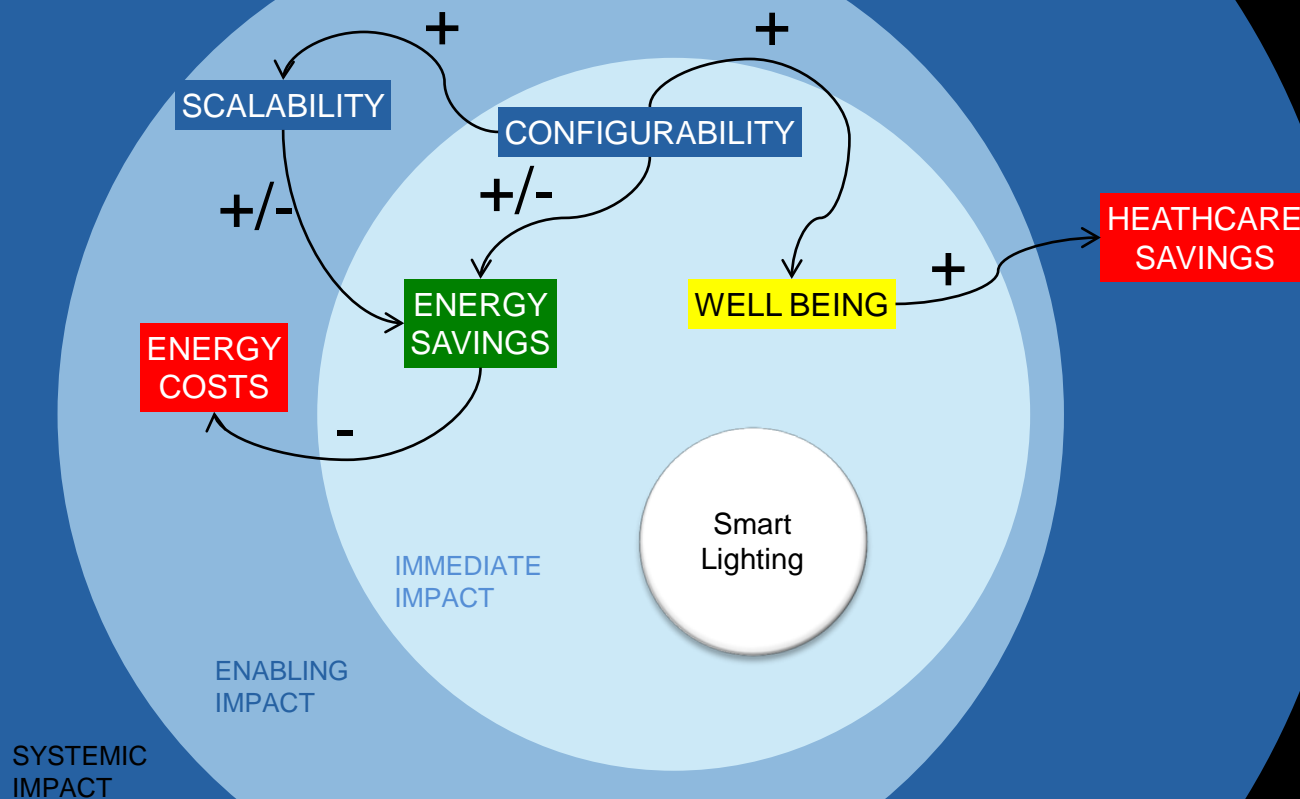 +
+
SCALABILITY
CONFIGURABILITY
+/-
+/-
HEATHCARE
SAVINGS
+
ENERGY
SAVINGS
WELL BEING
ENERGY
COSTS
-
Smart
Lighting
IMMEDIATE
IMPACT
ENABLING
IMPACT
SYSTEMIC
IMPACT